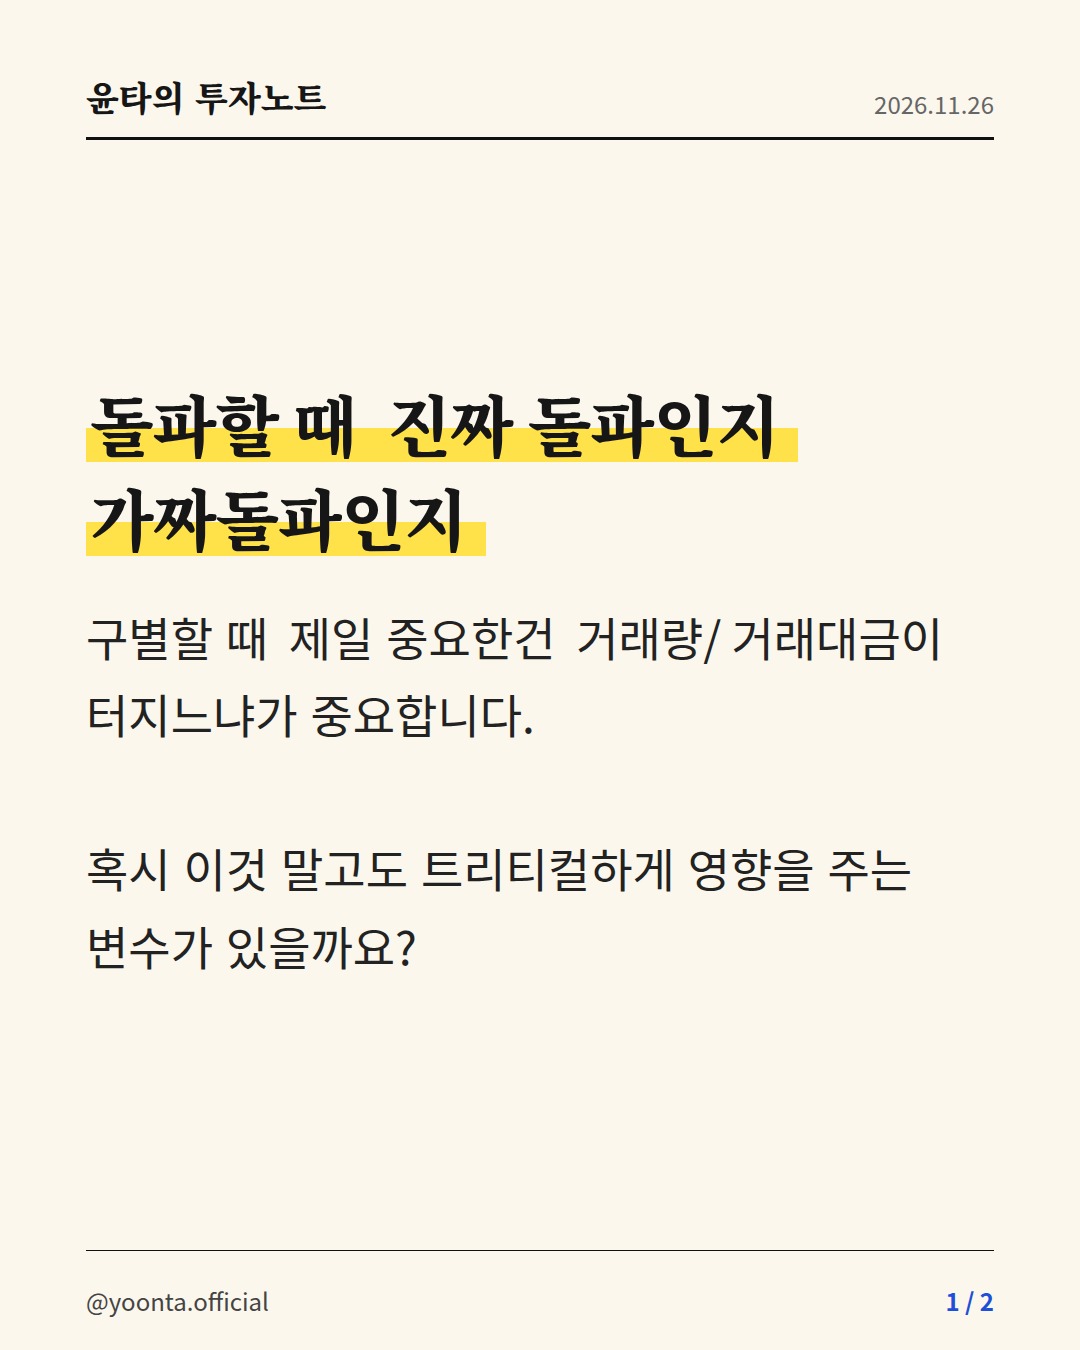 윤타의 투자노트
2026.11.26
돌파할 때  진짜 돌파인지
가짜돌파인지
구별할 때  제일 중요한건  거래량/ 거래대금이
터지느냐가 중요합니다.
혹시 이것 말고도 트리티컬하게 영향을 주는
변수가 있을까요?
@yoonta.official
1 / 2